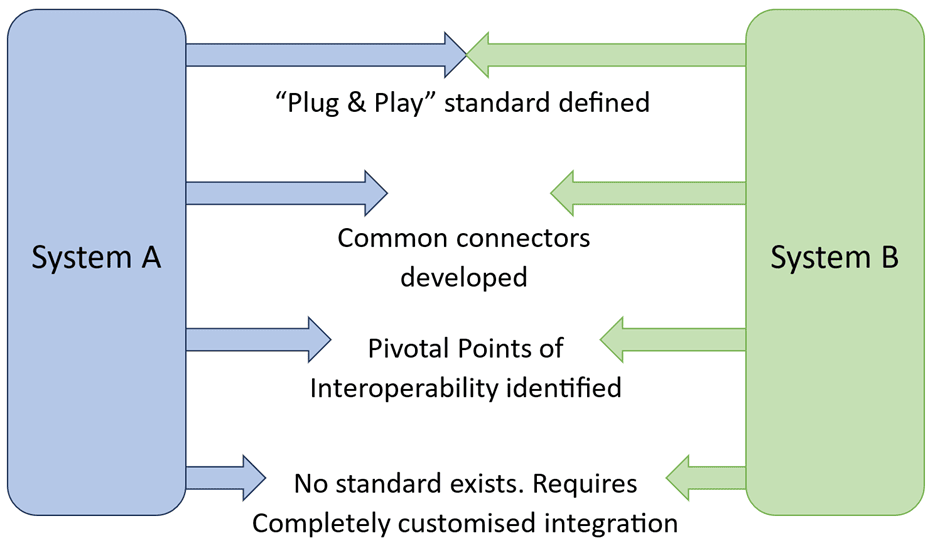 “Plug & Play” standard defined
Common connectors
developed
System A
System B
Pivotal Points of
Interoperability identified
No standard exists. Requires
Completely customised integration